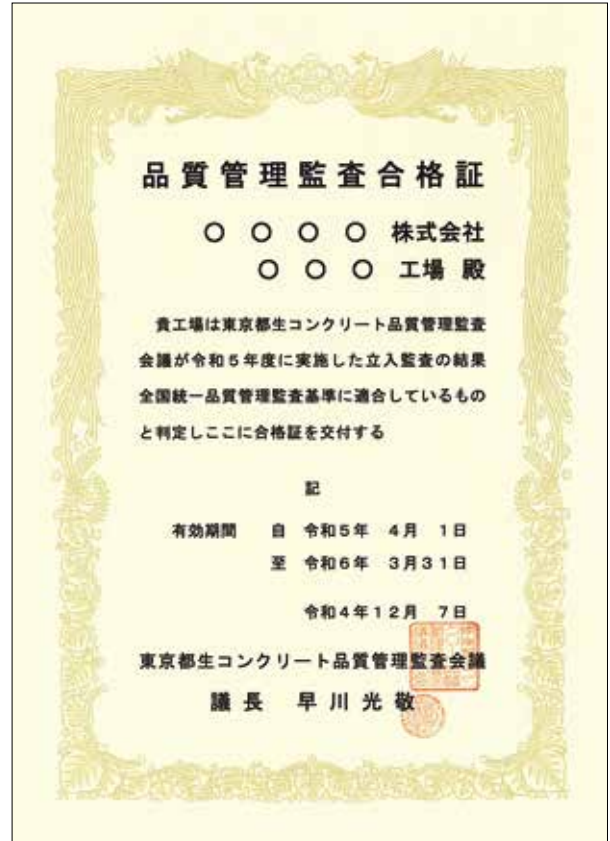 品質管理監査合格証
○ ○ ○ ○ 株式会社
○ ○ ○ 工場 殿
貴工場は東京都生コンクリート品質管理監査
会議が令和5年度に実施した立入監査の結果
全国統一品質管理監査基準に適合しているもの
と判定しここに合格証を交付する
記
有効期間 自 令和5年 4月 1日
至 令和6年 3月31日
令和4年12月 7日
東京都生コンクリート品質管理監査会議
議長 早川光敬